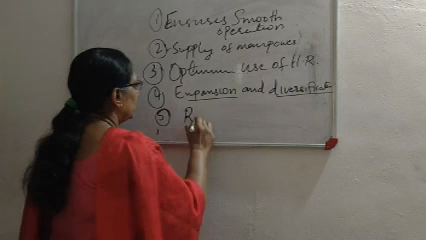 ① Ensures Smooth
operation
② Supply of manpower
③ Optimum use of H.R.
④ Expansion and diversificat
⑤ R